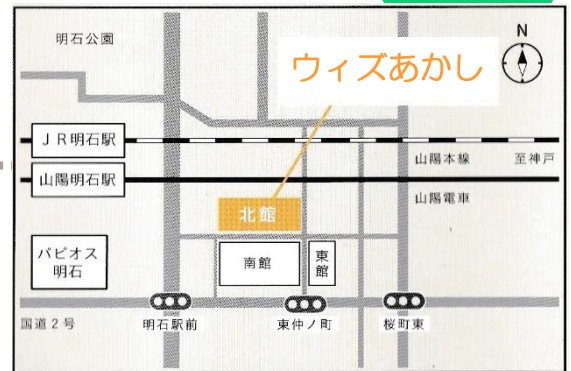 明石公園
ウィズあかし
N
JR明石駅
山陽本線
至神戸
山陽明石駅
山陽電車
北館
パピオス
明石
南館
東
館
国道2号
明石駅前
東仲ノ町
桜町東